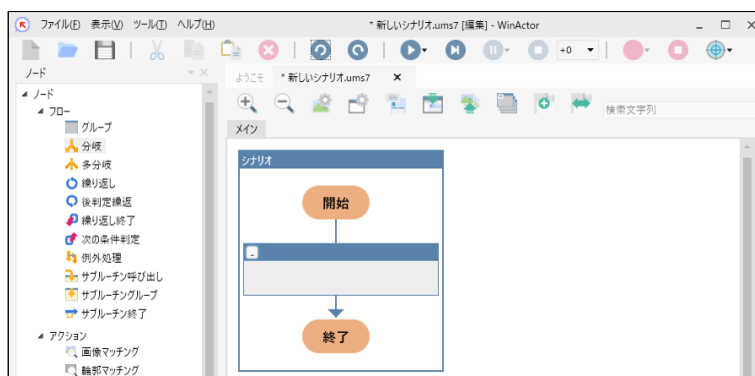 ファイル(F) 表示(V) ツール(T) ヘルプ(H)
* 新しいシナリオ.ums7 [編集] - WinActor
+0
ノード
ようこそ
* 新しいシナリオ.ums7
検索文字列
メイン
ノード
フロー
グループ
分岐
多分岐
繰り返し
後判定繰返
繰り返し終了
次の条件判定
例外処理
サブルーチン呼び出し
サブルーチングループ
サブルーチン終了
アクション
画像マッチング
輪郭マッチング
シナリオ
開始
終了